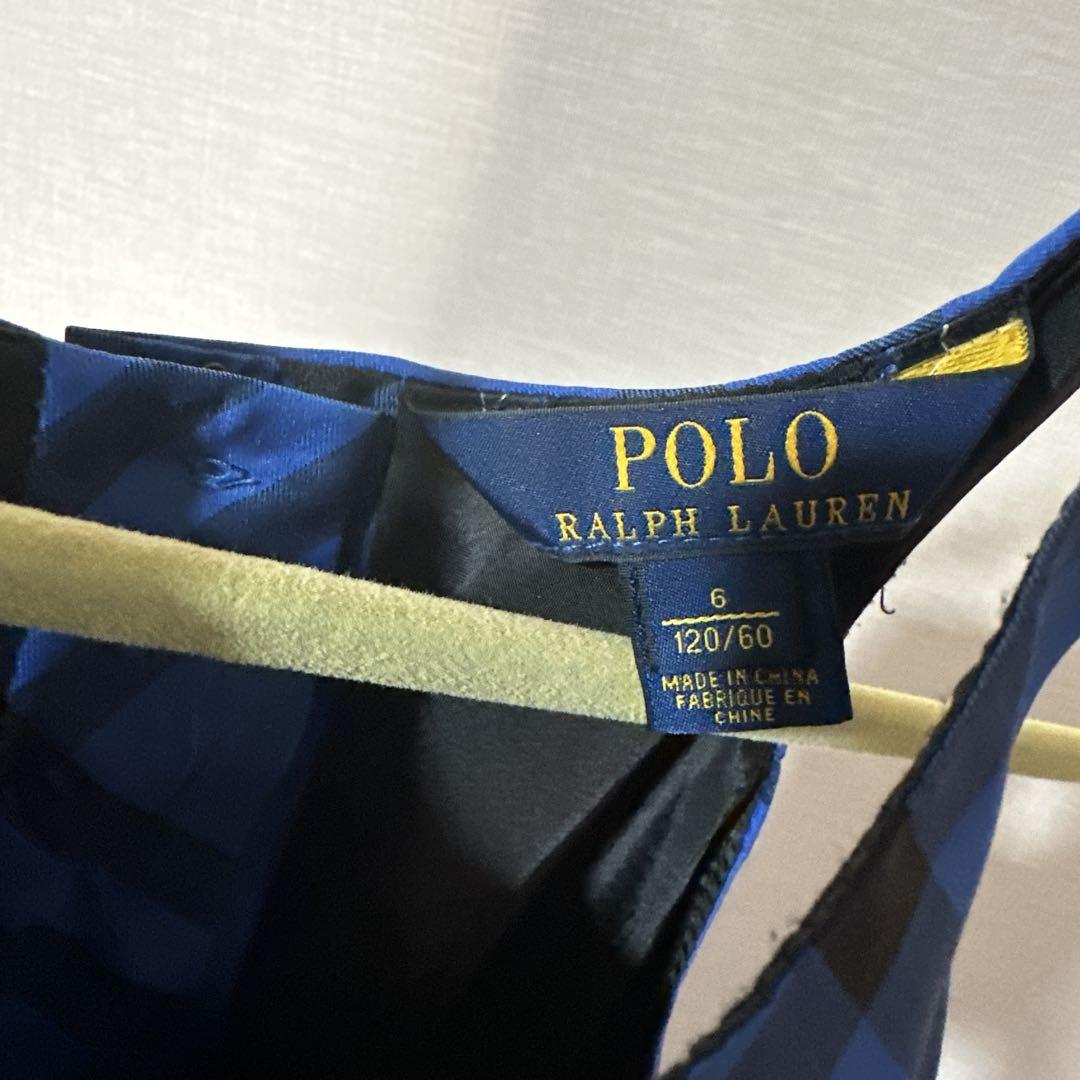 POLO
RALPH LAUREN
6
120/60
MADE IN CHINA
FABRIQUE EN
CHINE